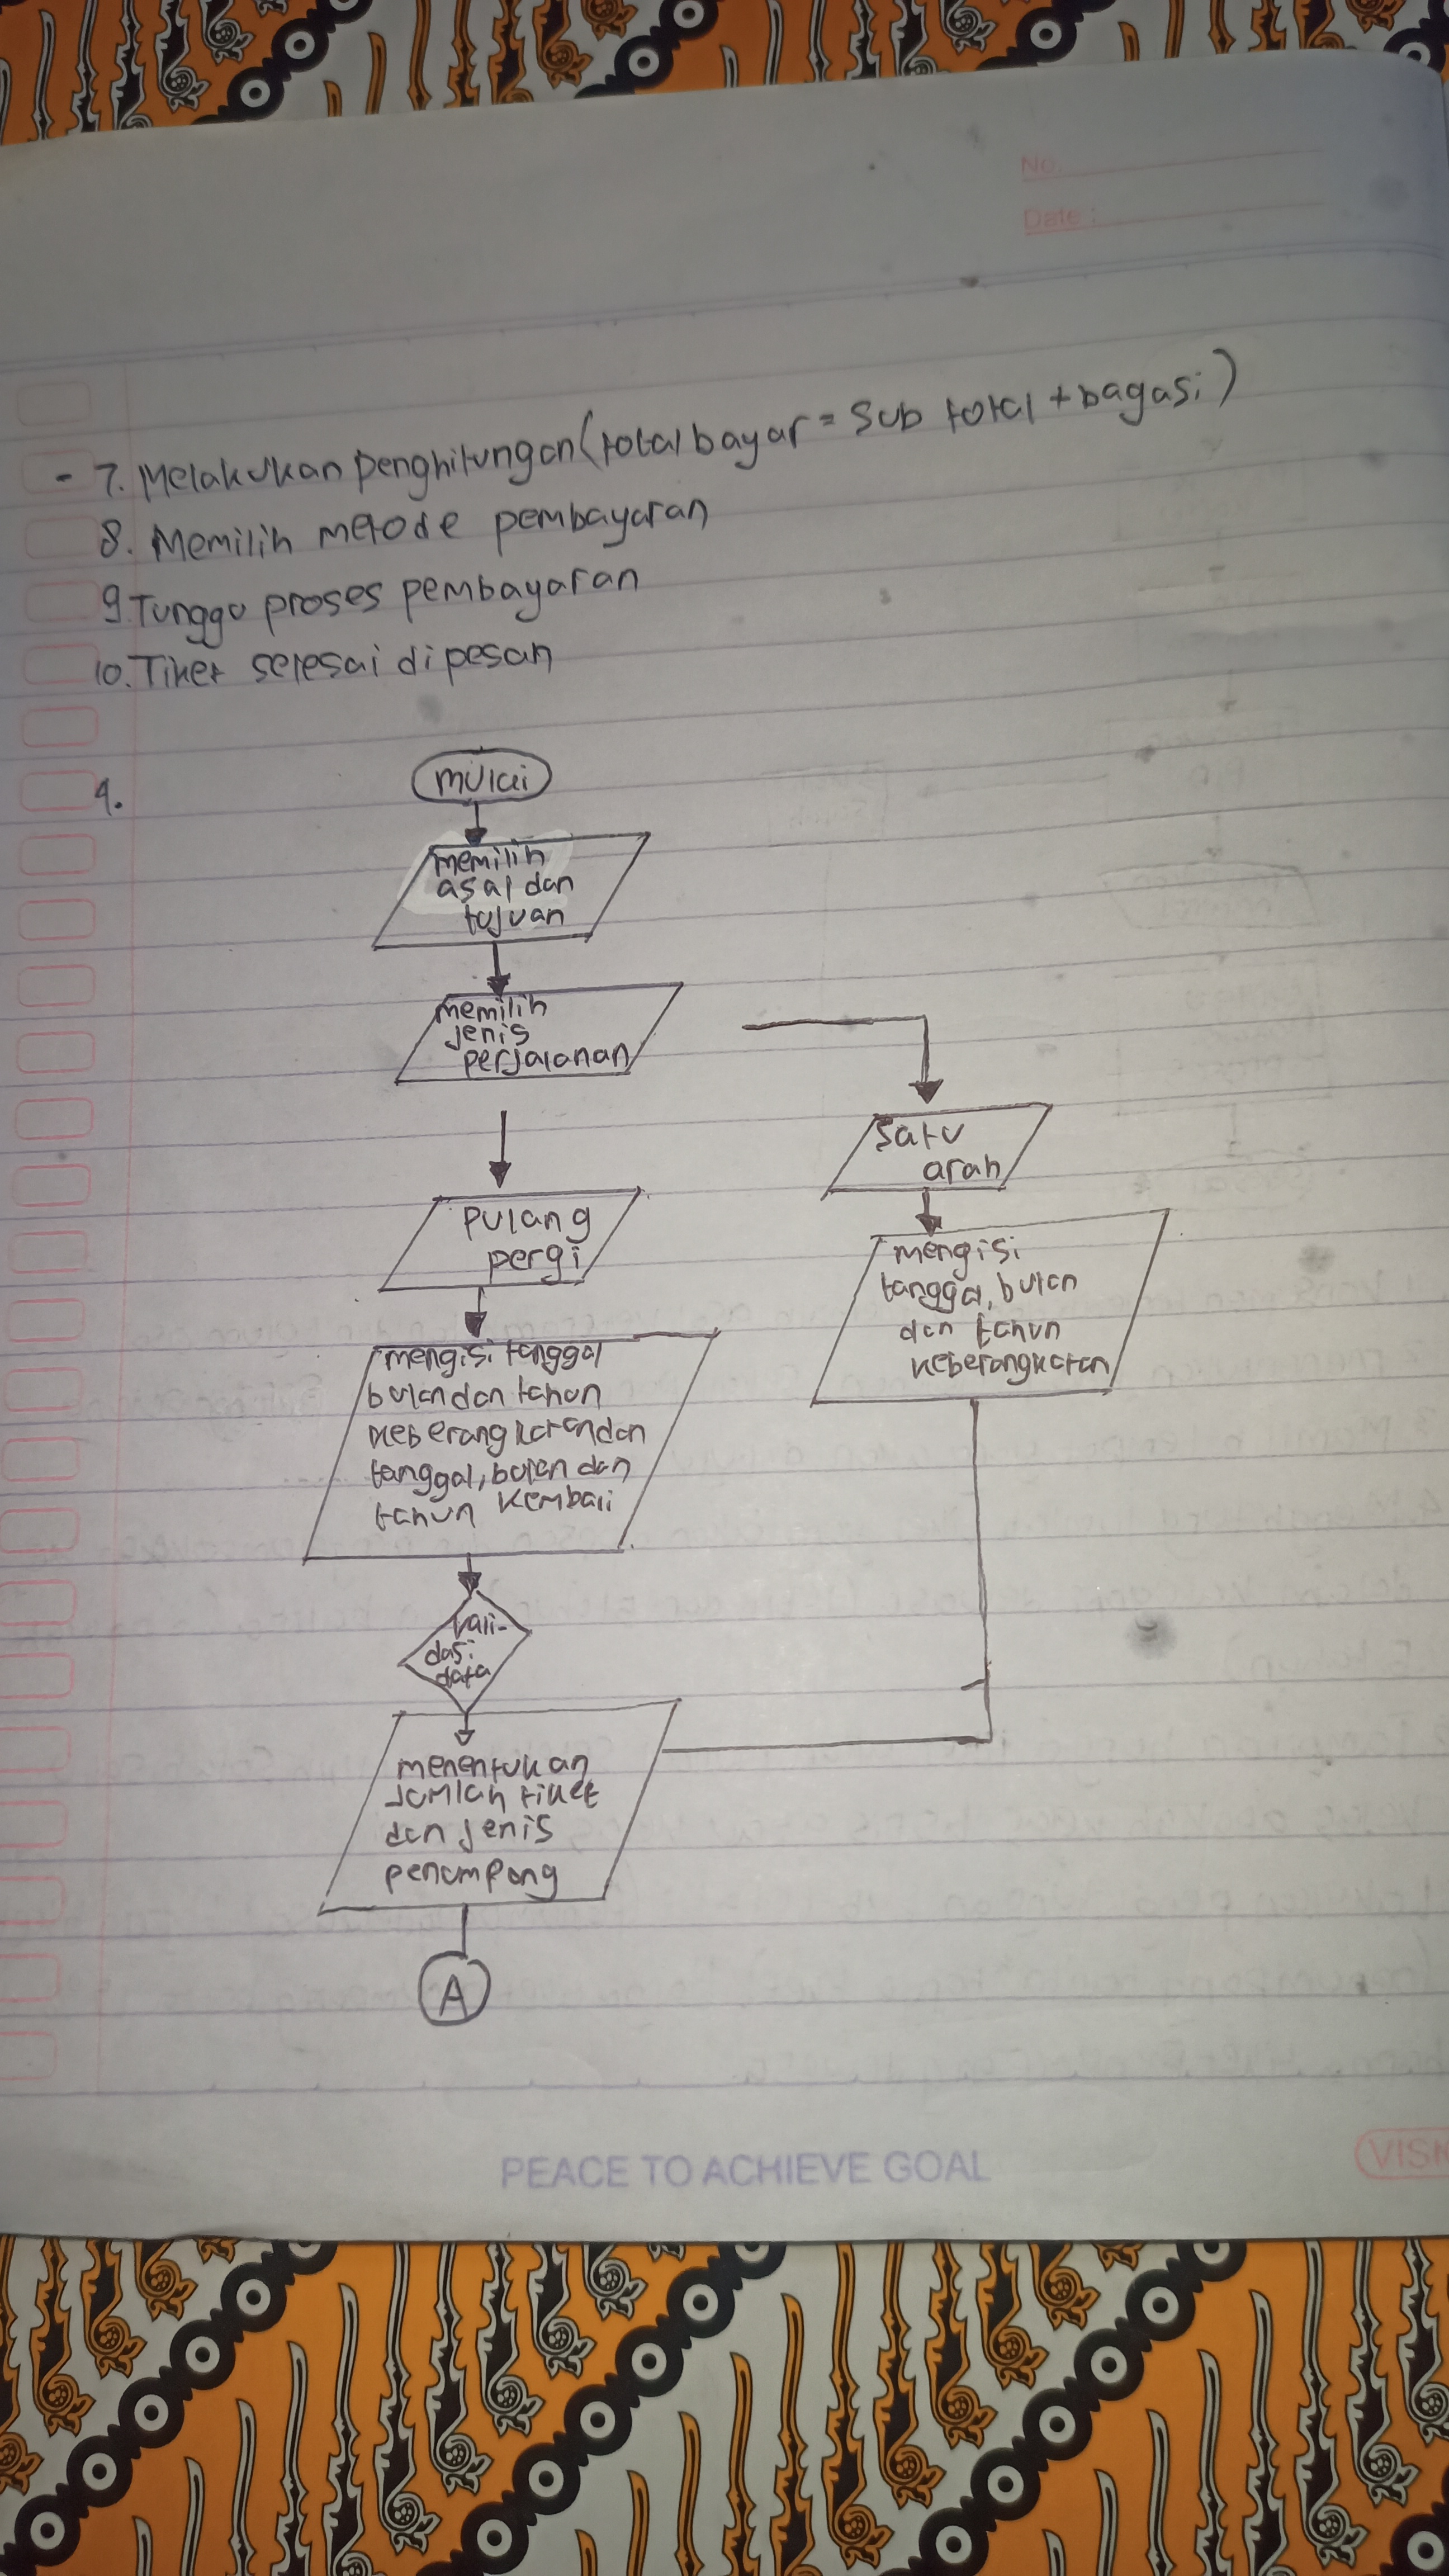 No.
Date :
- 7. Melakukan penghitungan (total bayar = Sub total + bagasi)
8. Memilih metode pembayaran
9. Tunggu proses pembayaran
10. Tiket selesai dipesan
4.
mulai
memilih
asal dan
tujuan
memilih
jenis
perjalanan
satu
arah
pulang
pergi
mengisi
tanggal, bulan
dan tahun
keberangkatan
mengisi tanggal
bulan dan tahun
keberangkatan dan
tanggal, bulan dan
tahun kembali
vali-
dasi
data
menentukan
jumlah tiket
dan jenis
penumpang
A
PEACE TO ACHIEVE GOAL